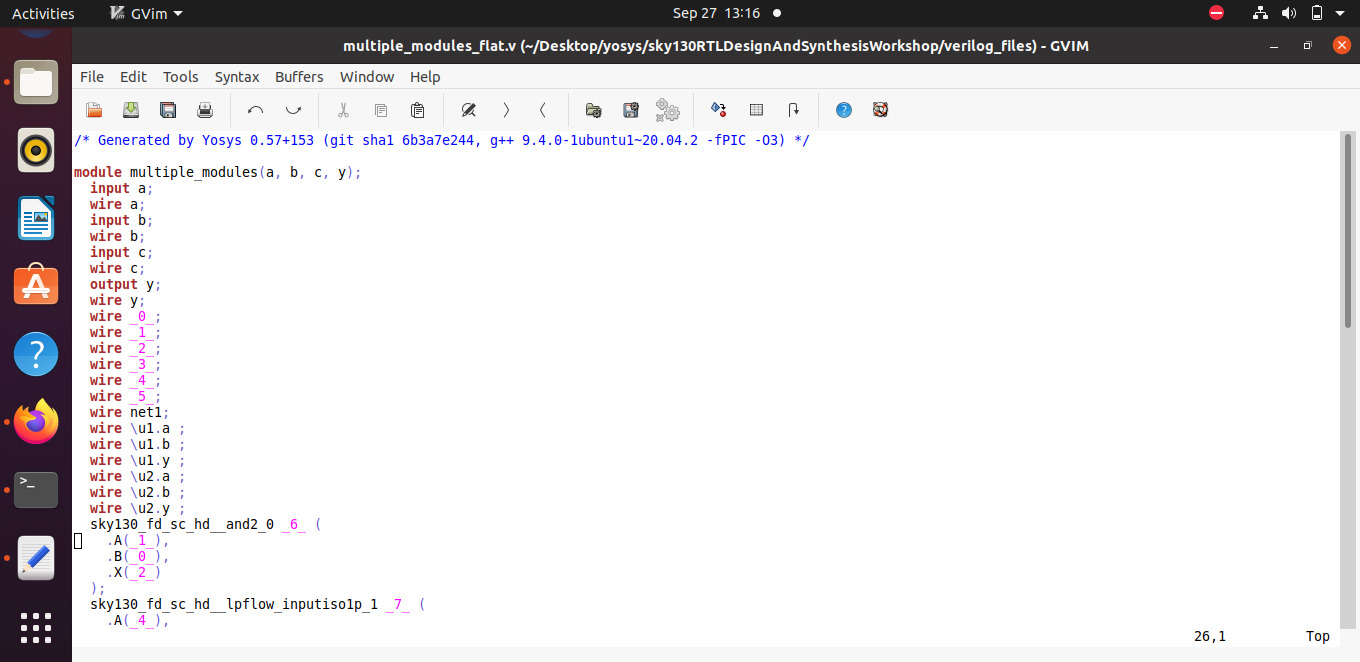 Activities GVim Sep 27 13:16
multiple_modules_flat.v (~/Desktop/yosys/sky130RTLDesignAndSynthesisWorkshop/verilog_files) - GVIM
File Edit Tools Syntax Buffers Window Help
/* Generated by Yosys 0.57+153 (git sha1 6b3a7e244, g++ 9.4.0-1ubuntu1~20.04.2 -fPIC -O3) */
module multiple_modules(a, b, c, y);
input a;
wire a;
input b;
wire b;
input c;
wire c;
output y;
wire y;
wire _0_;
wire _1_;
wire _2_;
wire _3_;
wire _4_;
wire _5_;
wire net1;
wire \u1.a ;
wire \u1.b ;
wire \u1.y ;
wire \u2.a ;
wire \u2.b ;
wire \u2.y ;
sky130_fd_sc_hd__and2_0 _6_ (
.A(_1_),
.B(_0_),
.X(_2_)
);
sky130_fd_sc_hd__lpflow_inputiso1p_1 _7_ (
.A(_4_),
26,1 Top